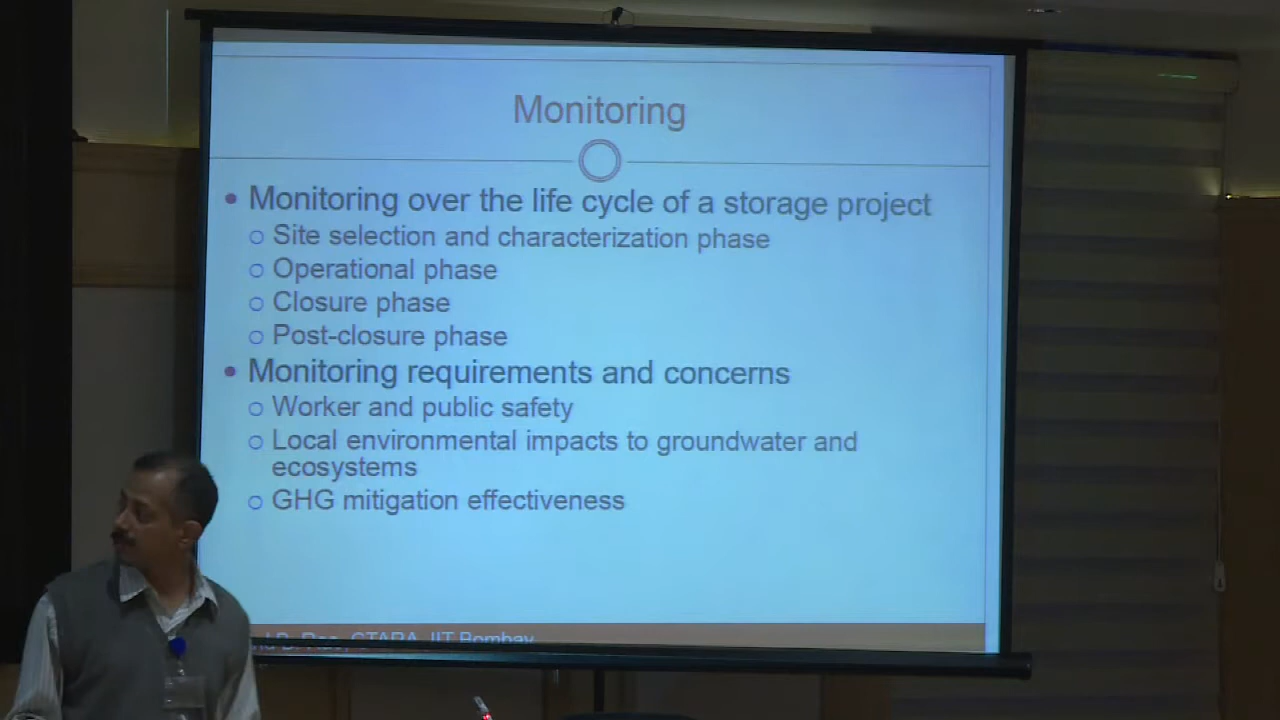 Monitoring
• Monitoring over the life cycle of a storage project
○ Site selection and characterization phase
○ Operational phase
○ Closure phase
○ Post-closure phase
• Monitoring requirements and concerns
○ Worker and public safety
○ Local environmental impacts to groundwater and
ecosystems
○ GHG mitigation effectiveness
B. Rao, CTARA, IIT Bombay